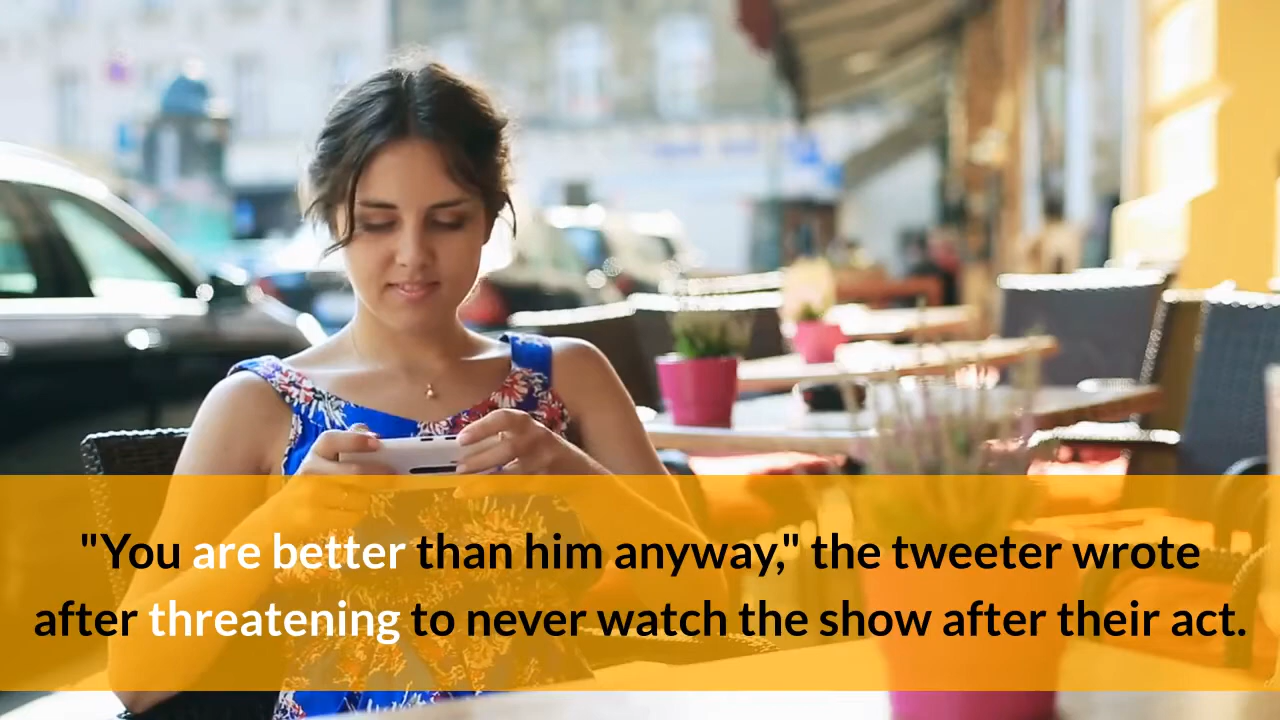 "You are better than him anyway," the tweeter wrote
after threatening to never watch the show after their act.